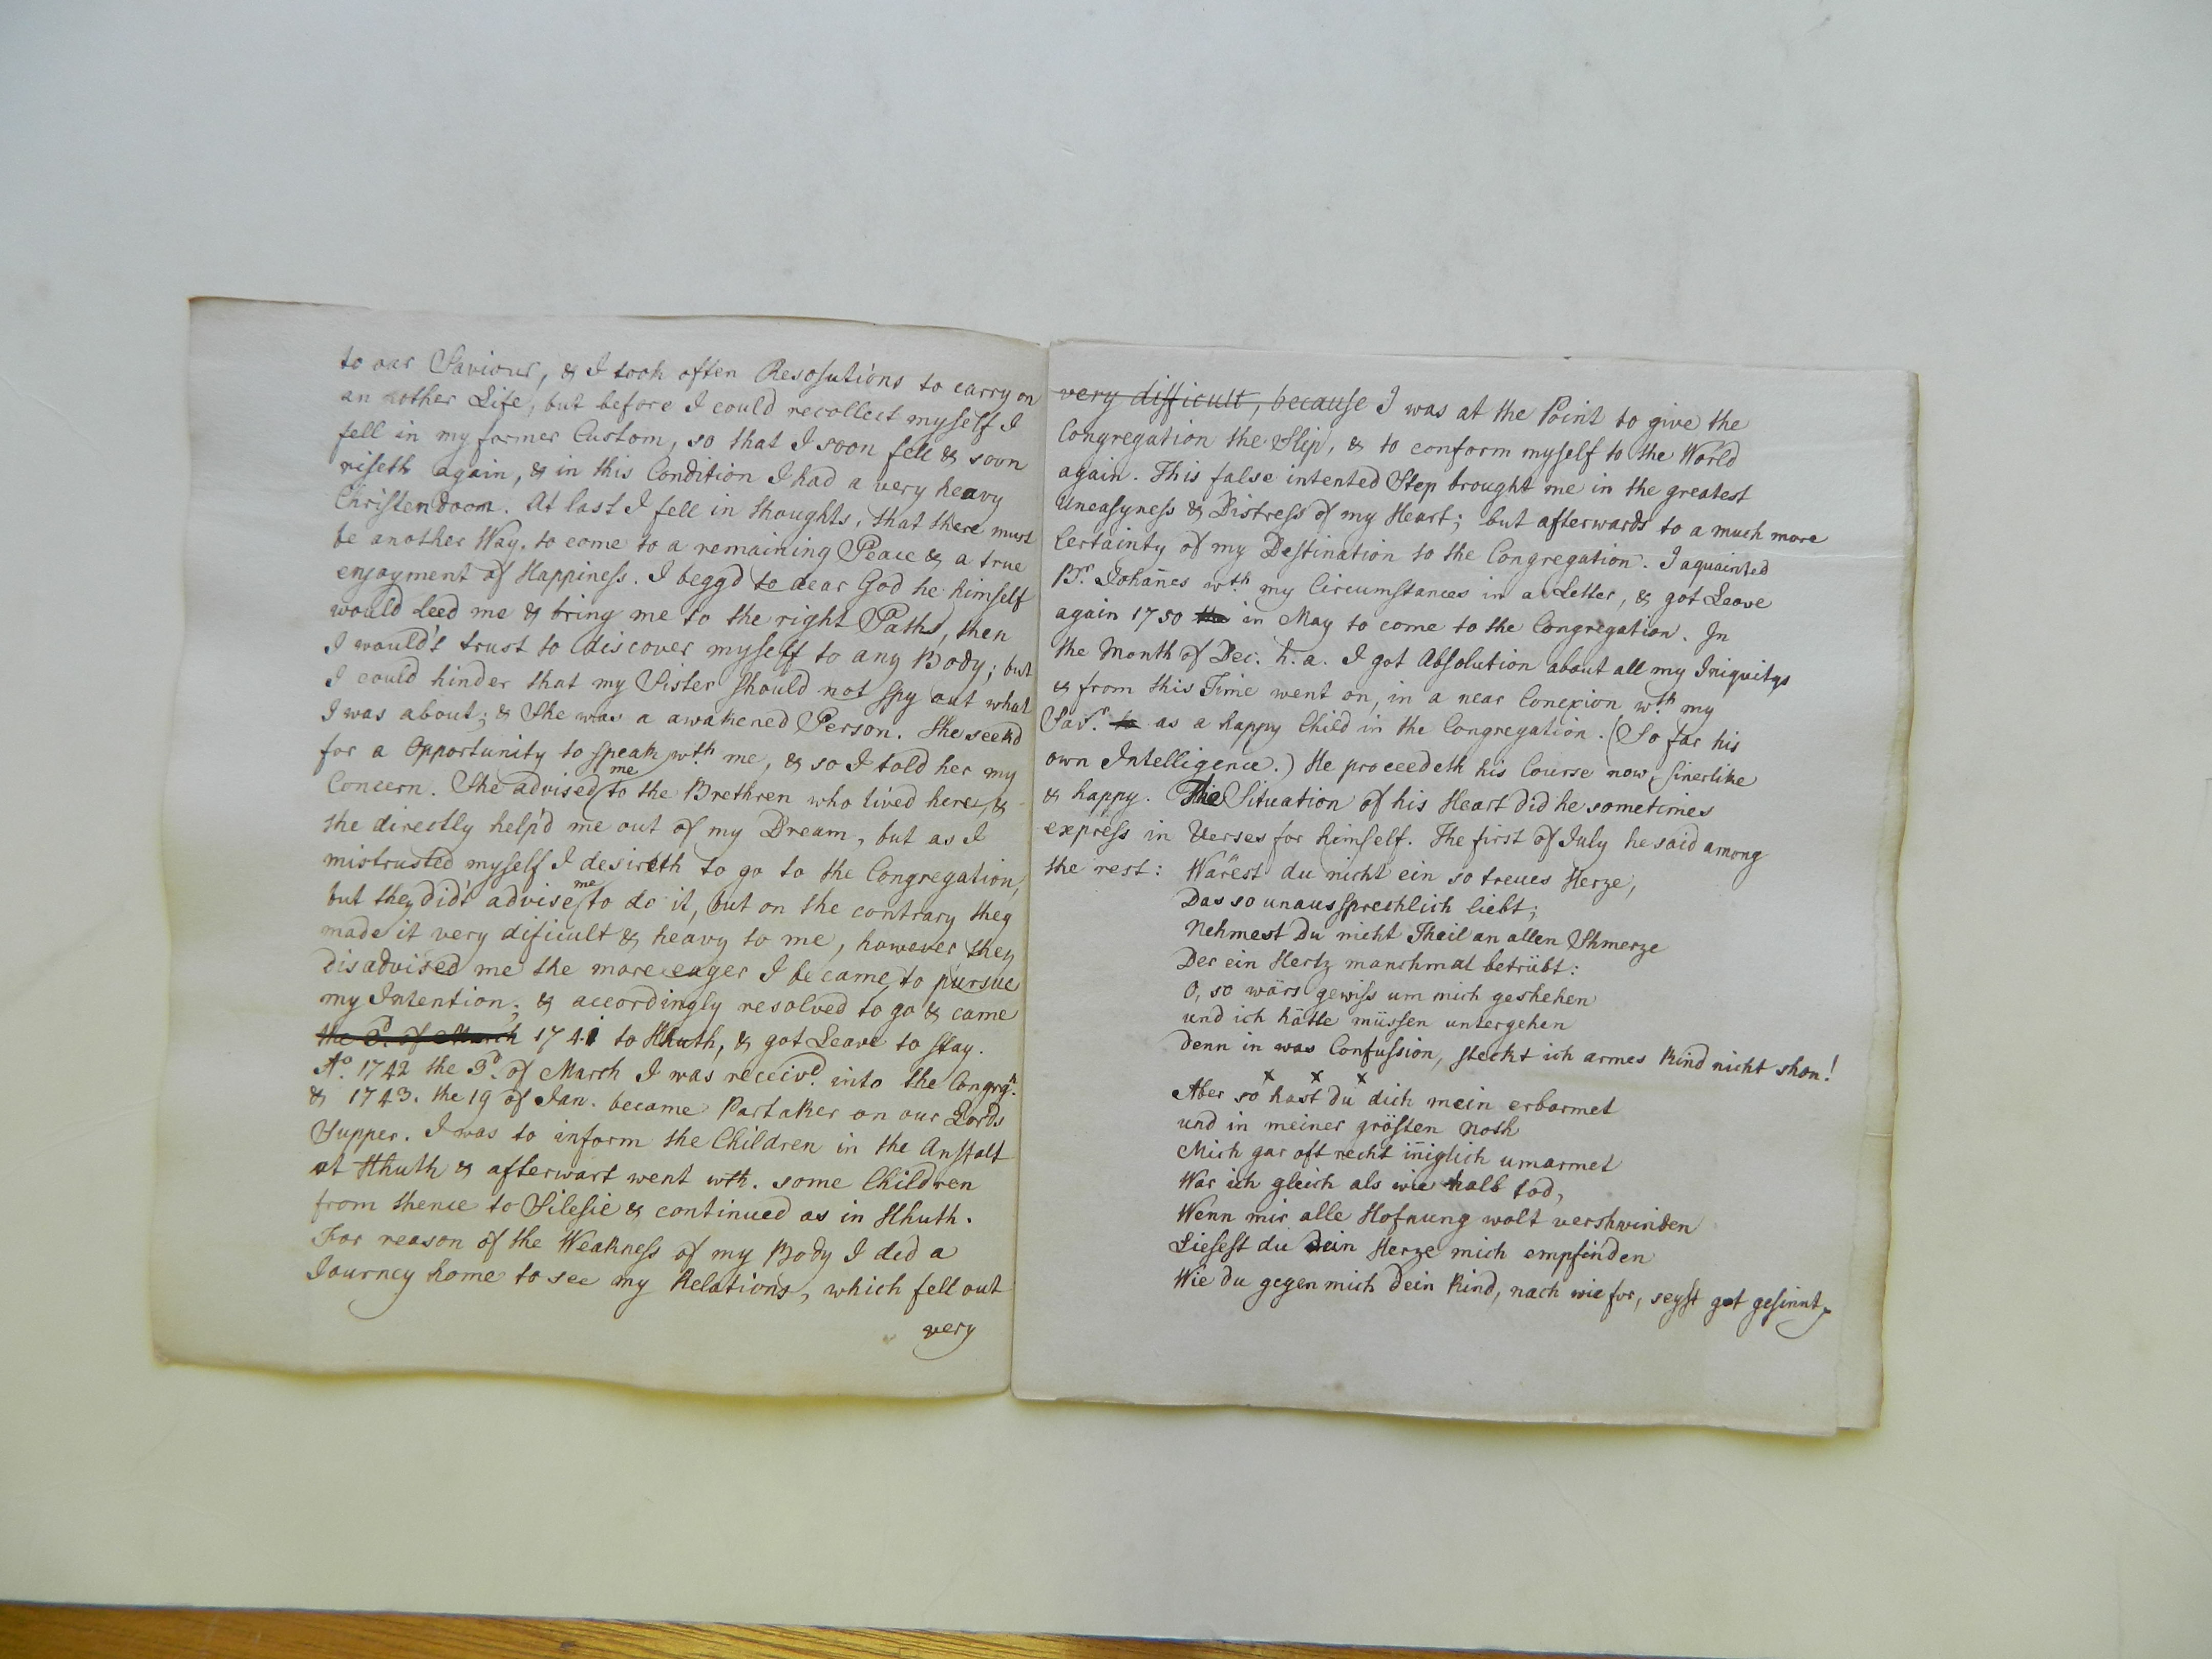 to our Saviour, & I took often Resolutions to carry on
an other Life, but before I could recollect myself I
fell in my former Custom, so that I soon fell & soon
riseth again, & in this Condition I had a very heavy
Christendoom. At last I fell in thoughts, that there must
be another Way, to come to a remaining Peace & a true
enjoyment of Happiness. I begg'd to dear God he himself
would leed me & bring me to the right Paths, then
I would't trust to discover myself to any Body; but
I could hinder that my Sister should not spy out what
I was about; & She was a awakened Person. She seekd
for a Opportunity to speak wth me, & so I told her my
Concern. She advised me to the Brethren who lived here, &
the directly help'd me out of my Dream, but as I
mistrusted myself I desireth to go to the Congregation,
but they did't advise me to do it, but on the contrary they
made it very dificult & heavy to me, however they
disadvised me the more eager I became to pursue
my Intention; & accordingly resolved to go & came
the 3d. of March 1741 to Hhuth, & got Leave to stay.
Ao. 1742 the 3d. of March I was receivd. into the Congrgn.
& 1743. the 19 of Jan. became Partaker on our Lords
Supper. I was to inform the Children in the Anstalt
at Hhuth & afterwart went wth. some Children
from thence to Silesie & continued as in Hhuth.
For reason of the Weakness of my Body I did a
Journey home to see my Relations, which fell out
very
very difficult, because I was at the Point to give the
Congregation the Slip, & to conform myself to the World
again. This false intented Step brought me in the greatest
Uneasyness & Distress of my Heart; but afterwards to a much more
Certainty of my Destination to the Congregation. I aquainted
Br. Johañes wth. my Circumstances in a Letter, & got Leave
again 1750 the in May to come to the Congregation. In
the Month of Dec. h. a. I got Absolution about all my Iniquitys
& from this Time went on, in a near Conexion wth. my
Savr. as a happy Child in the Congregation. (So far his
own Intelligence.) He proceedeth his Course now, sinerlike
& happy. The Situation of his Heart did he sometimes
express in Verses for himself. The first of July he said among
the rest: Wärest du nicht ein so treues Herze,
Das so unaussprechlich liebt;
Nehmest Du nicht Theil an allen Shmerze
Der ein Hertz manchmal betrübt:
O, so wärs gewiss um mich geshehen
und ich hätte müssen untergehen
Denn in was Confussion, steckt ich armes Kind nicht shon!
x x x
Aber so hast du dich mein erbarmet
und in meiner grösten Noth
Mich gar oft recht iñiglich umarmet
War ich gleich als wie halb tod,
Wenn mir alle Hofnung wolt vershwinden
Liesest du Dein Herze mich empfinden
Wie du gegen mich Dein Kind, nach wie for, seyst gut gesinnt,